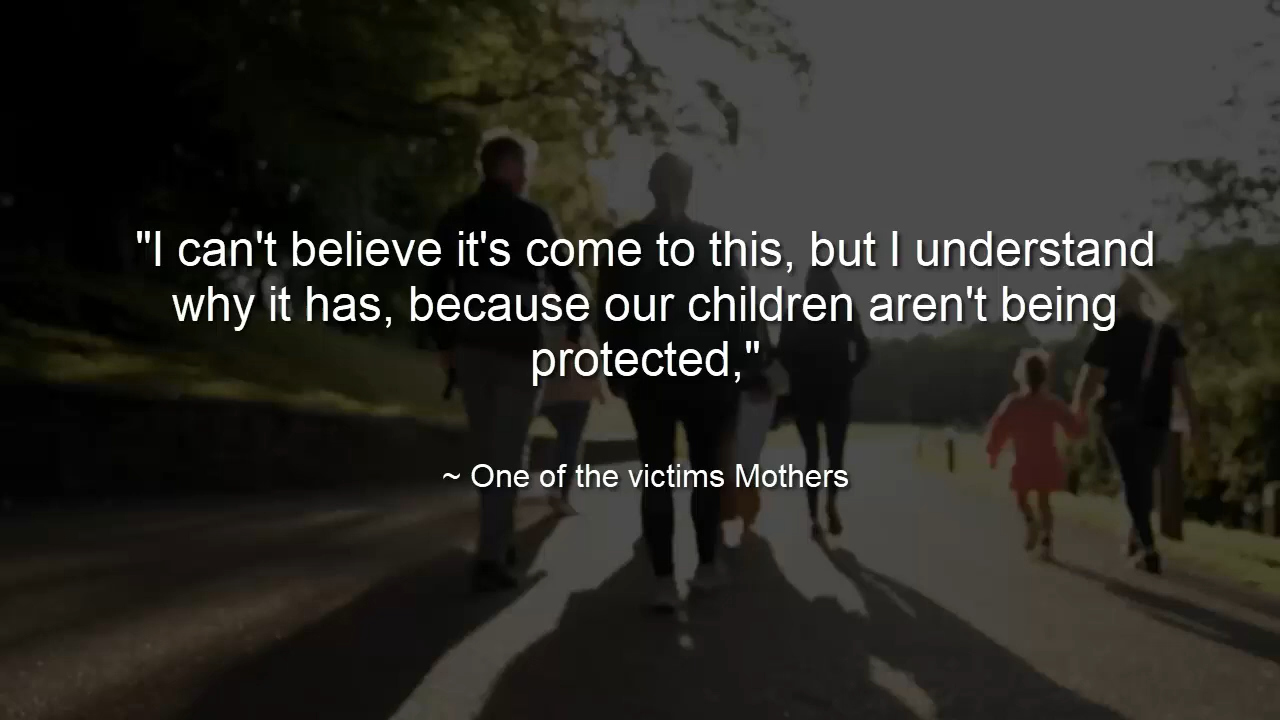 "I can't believe it's come to this, but I understand
why it has, because our children aren't being
protected,"
~ One of the victims Mothers